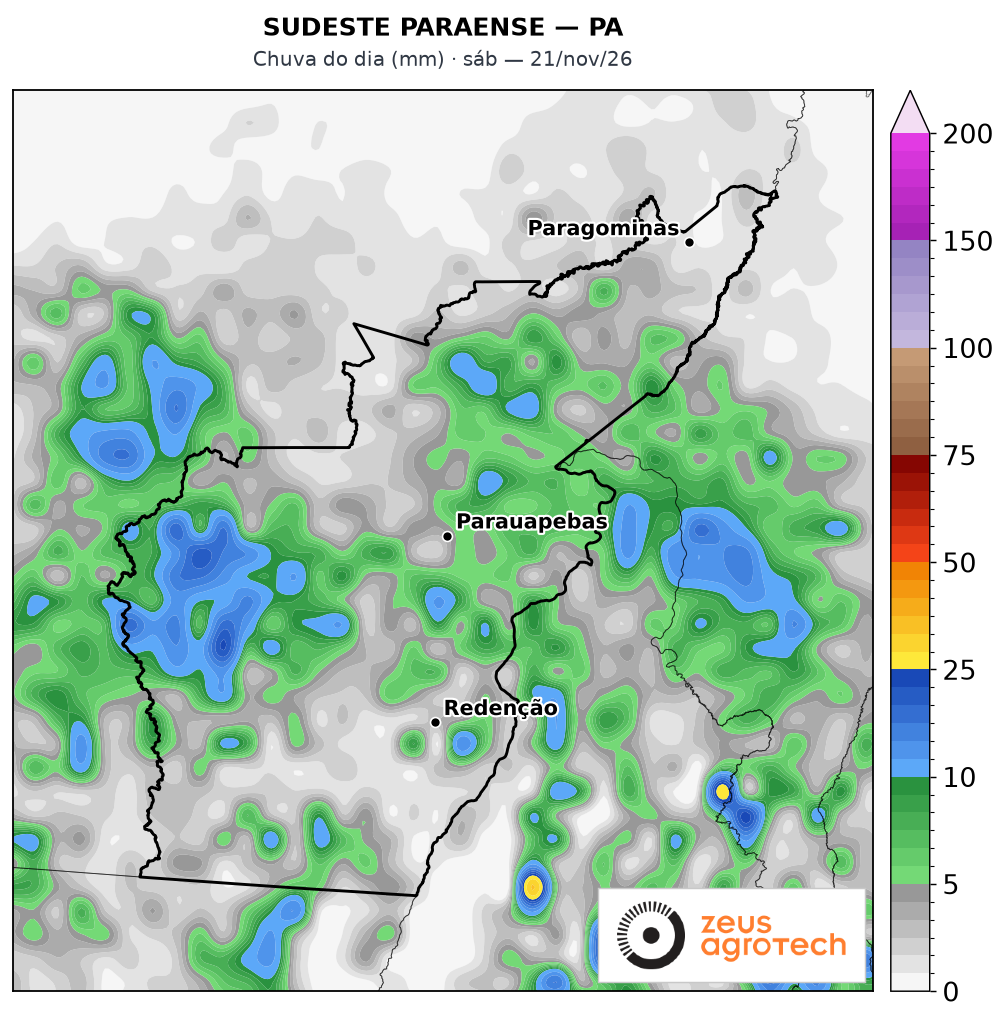 SUDESTE PARAENSE — PA
Chuva do dia (mm) · sáb — 21/nov/26
Paragominas
Parauapebas
Redenção
200
150
100
75
50
25
10
5
0
zeus
agrotech